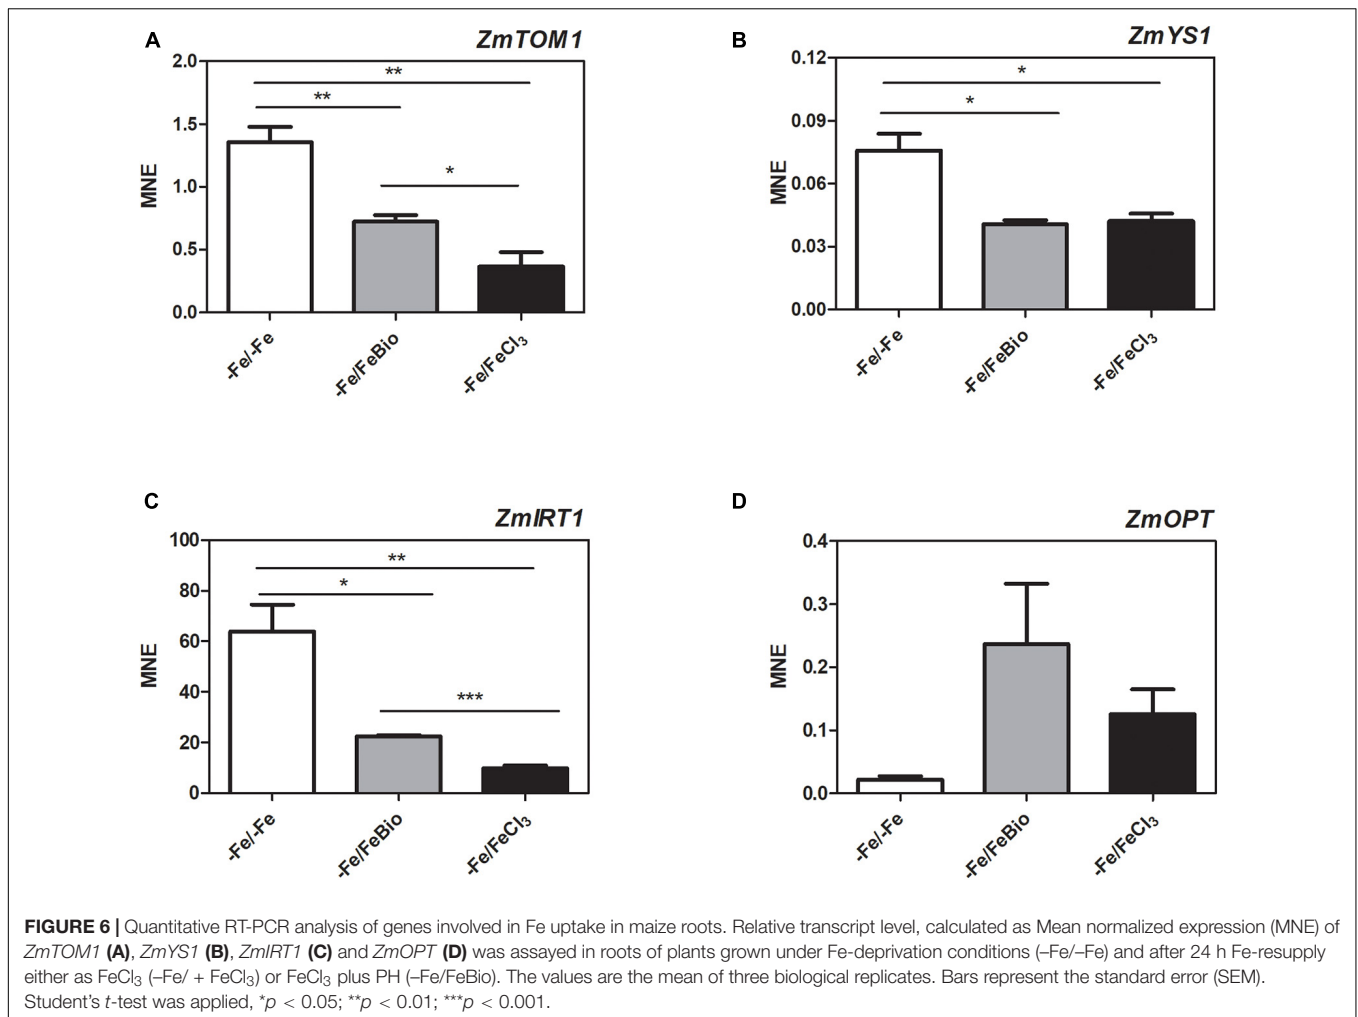 A
ZmTOM1
2.0
1.5
1.0
0.5
0.0
MNE
**
**
*
-Fe/-Fe
-Fe/FeBio
-Fe/FeCl₃
B
ZmYS1
0.12
0.09
0.06
0.03
0.00
MNE
*
*
-Fe/-Fe
-Fe/FeBio
-Fe/FeCl₃
C
ZmIRT1
100
80
60
40
20
0
MNE
**
*
***
-Fe/-Fe
-Fe/FeBio
-Fe/FeCl₃
D
ZmOPT
0.4
0.3
0.2
0.1
0.0
MNE
-Fe/-Fe
-Fe/FeBio
-Fe/FeCl₃
FIGURE 6 | Quantitative RT-PCR analysis of genes involved in Fe uptake in maize roots. Relative transcript level, calculated as Mean normalized expression (MNE) of
ZmTOM1 (A), ZmYS1 (B), ZmIRT1 (C) and ZmOPT (D) was assayed in roots of plants grown under Fe-deprivation conditions (–Fe/–Fe) and after 24 h Fe-resupply
either as FeCl₃ (–Fe/ + FeCl₃) or FeCl₃ plus PH (–Fe/FeBio). The values are the mean of three biological replicates. Bars represent the standard error (SEM).
Student's t-test was applied, *p < 0.05; **p < 0.01; ***p < 0.001.